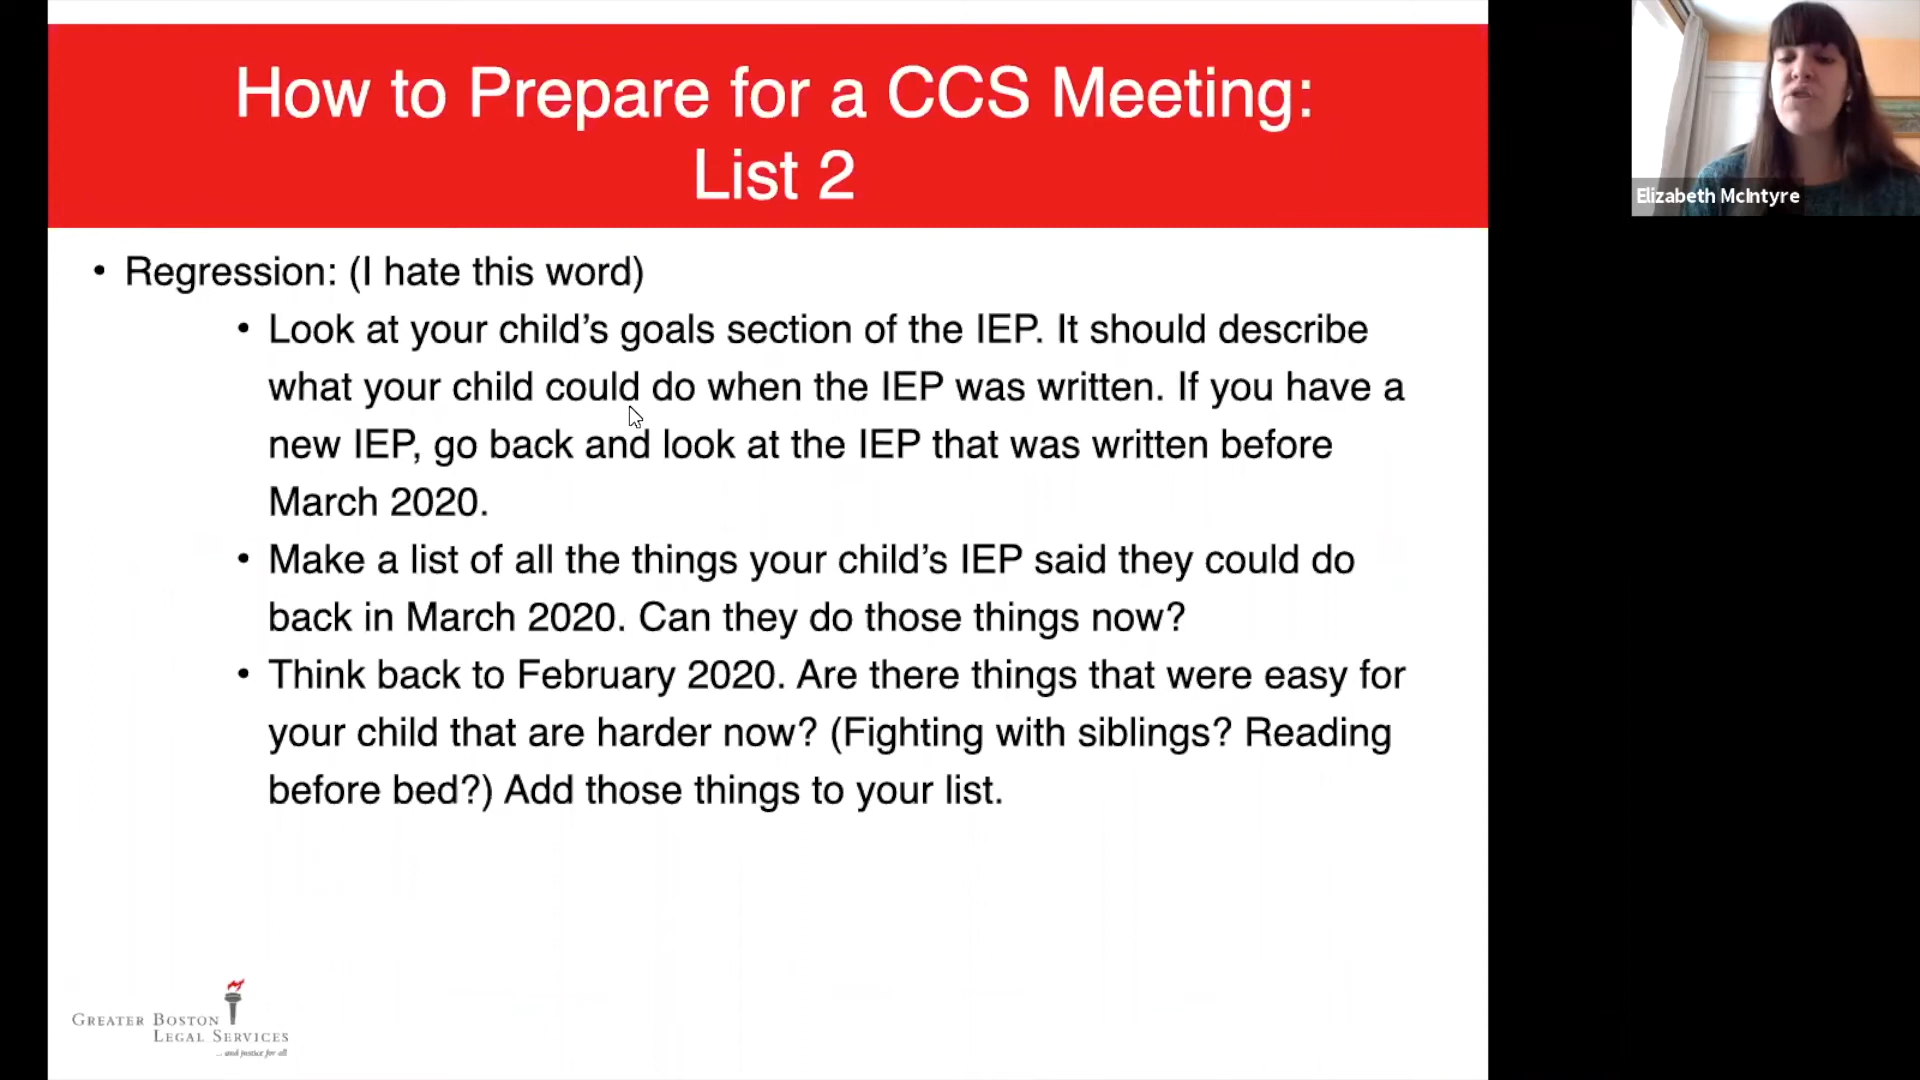 How to Prepare for a CCS Meeting:
List 2
Elizabeth McIntyre
• Regression: (I hate this word)
• Look at your child’s goals section of the IEP. It should describe
what your child could do when the IEP was written. If you have a
new IEP, go back and look at the IEP that was written before
March 2020.
• Make a list of all the things your child’s IEP said they could do
back in March 2020. Can they do those things now?
• Think back to February 2020. Are there things that were easy for
your child that are harder now? (Fighting with siblings? Reading
before bed?) Add those things to your list.
GREATER BOSTON
LEGAL SERVICES
... and justice for all